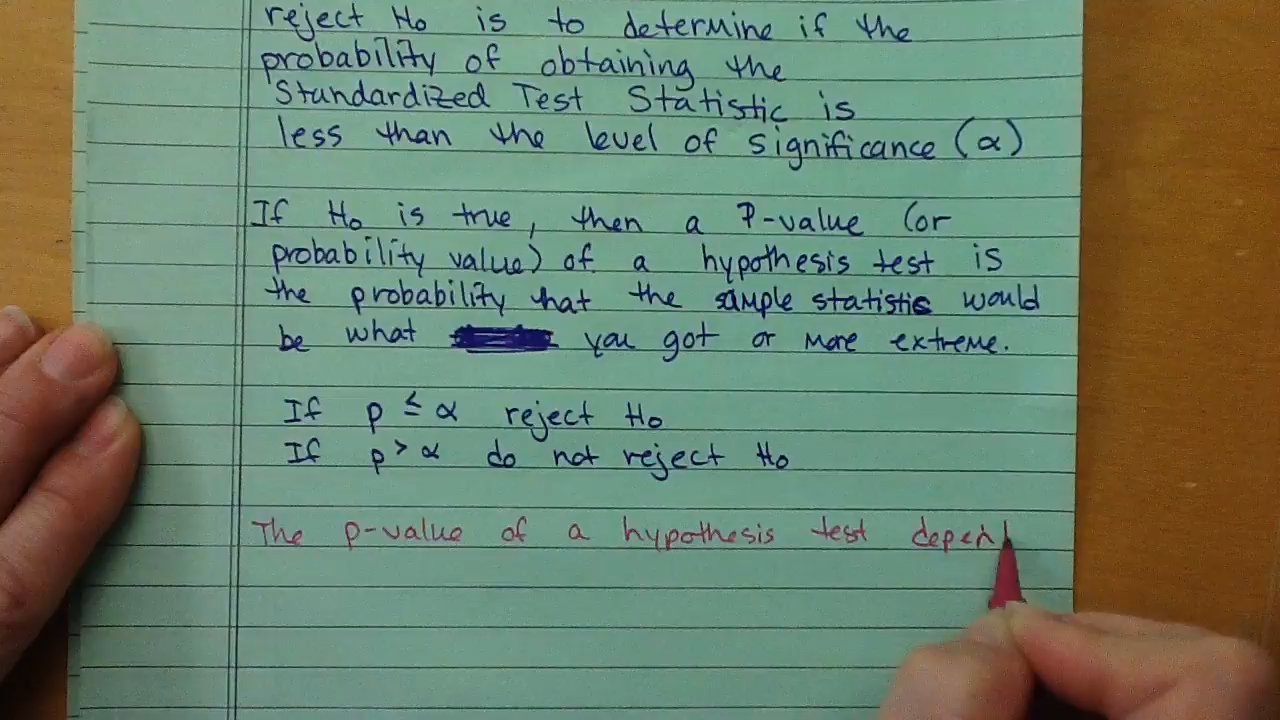 reject Ho is to determine if the
probability of obtaining the
Standardized Test Statistic is
less than the level of significance (α)
If Ho is true, then a P-value (or
probability value) of a hypothesis test is
the probability that the sample statistic would
be what you got or more extreme.
If p ≤ α reject Ho
If p > α do not reject Ho
The p-value of a hypothesis test depend